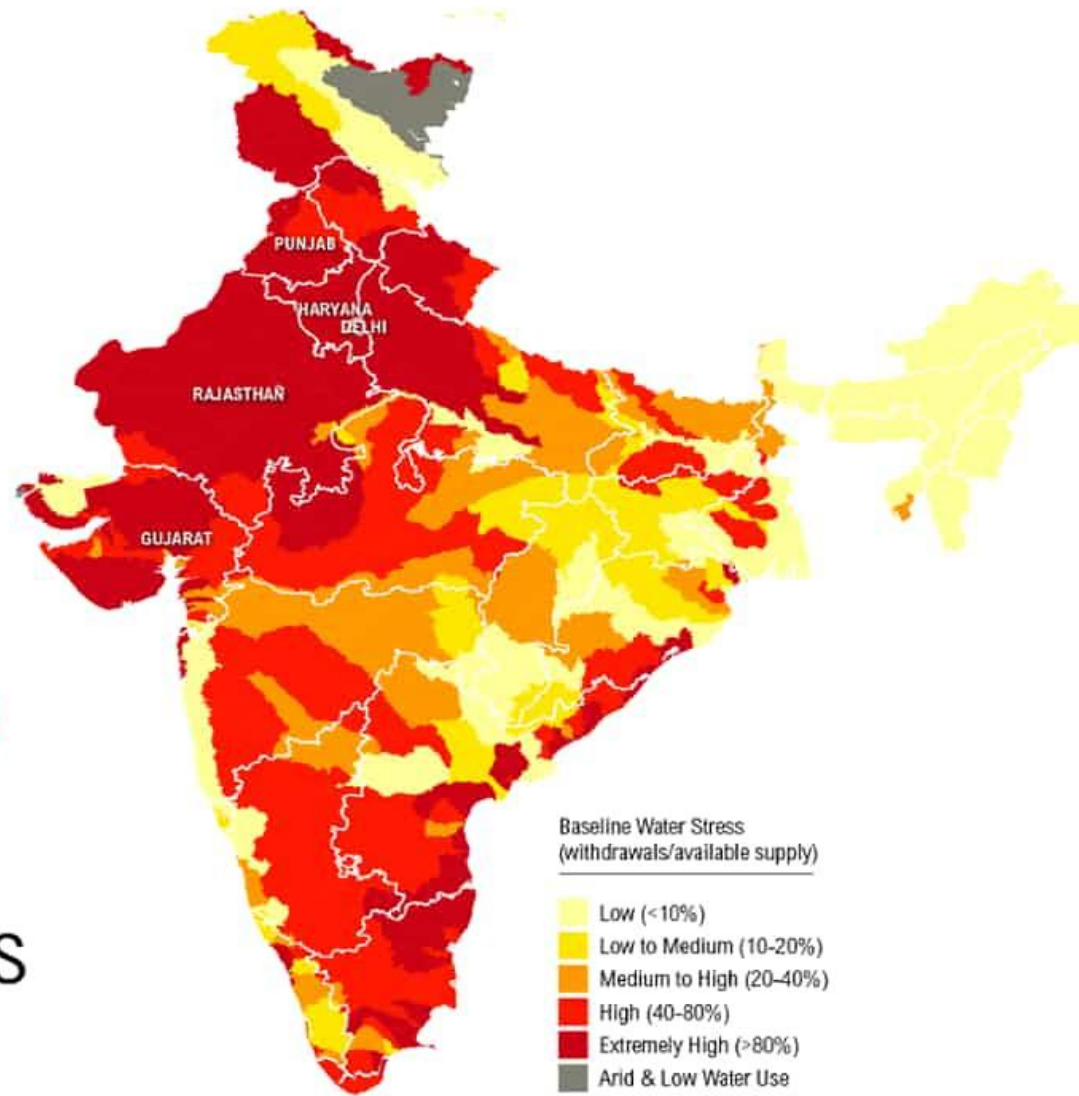 PUNJAB
HARYANA
DELHI
RAJASTHAN
GUJARAT
S
Baseline Water Stress
(withdrawals/available supply)
Low (<10%)
Low to Medium (10-20%)
Medium to High (20-40%)
High (40-80%)
Extremely High (>80%)
Arid & Low Water Use